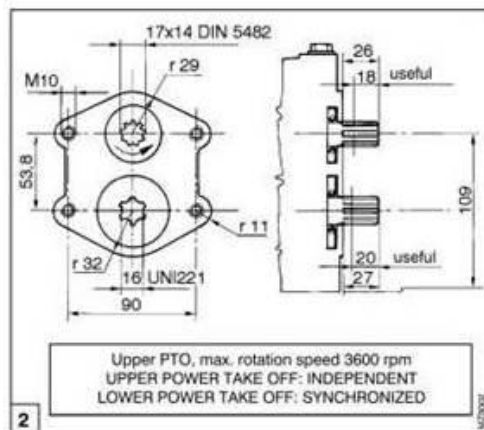 17x14 DIN 5482
r 29
M10
53,8
r 11
r 32
16 UNI221
90
26
18 useful
109
20 useful
27
Upper PTO, max. rotation speed 3600 rpm
UPPER POWER TAKE OFF: INDEPENDENT
LOWER POWER TAKE OFF: SYNCHRONIZED
2